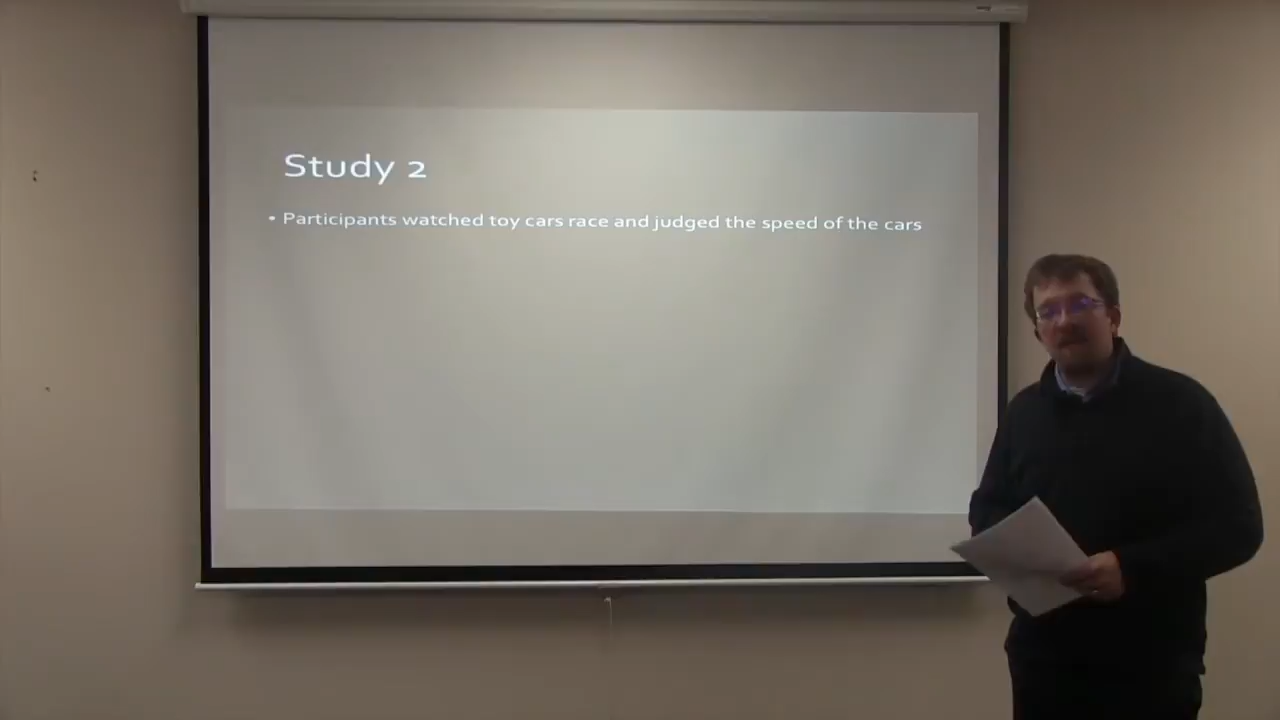 Study 2
• Participants watched toy cars race and judged the speed of the cars